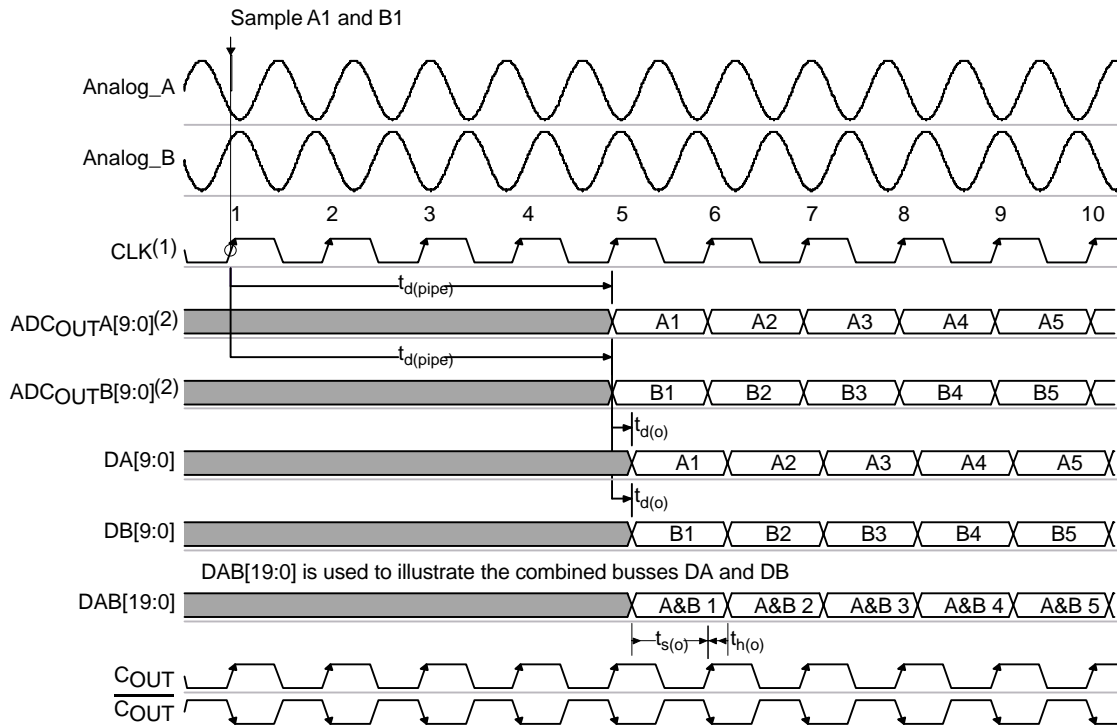 Sample A1 and B1
Analog_A
Analog_B
1 2 3 4 5 6 7 8 9 10
CLK(1)
td(pipe)
ADCOUTA[9:0](2) A1 A2 A3 A4 A5
td(pipe)
ADCOUTB[9:0](2) B1 B2 B3 B4 B5
td(o)
DA[9:0] A1 A2 A3 A4 A5
td(o)
DB[9:0] B1 B2 B3 B4 B5
DAB[19:0] is used to illustrate the combined busses DA and DB
DAB[19:0] A&B 1 A&B 2 A&B 3 A&B 4 A&B 5
ts(o) th(o)
COUT
COUT